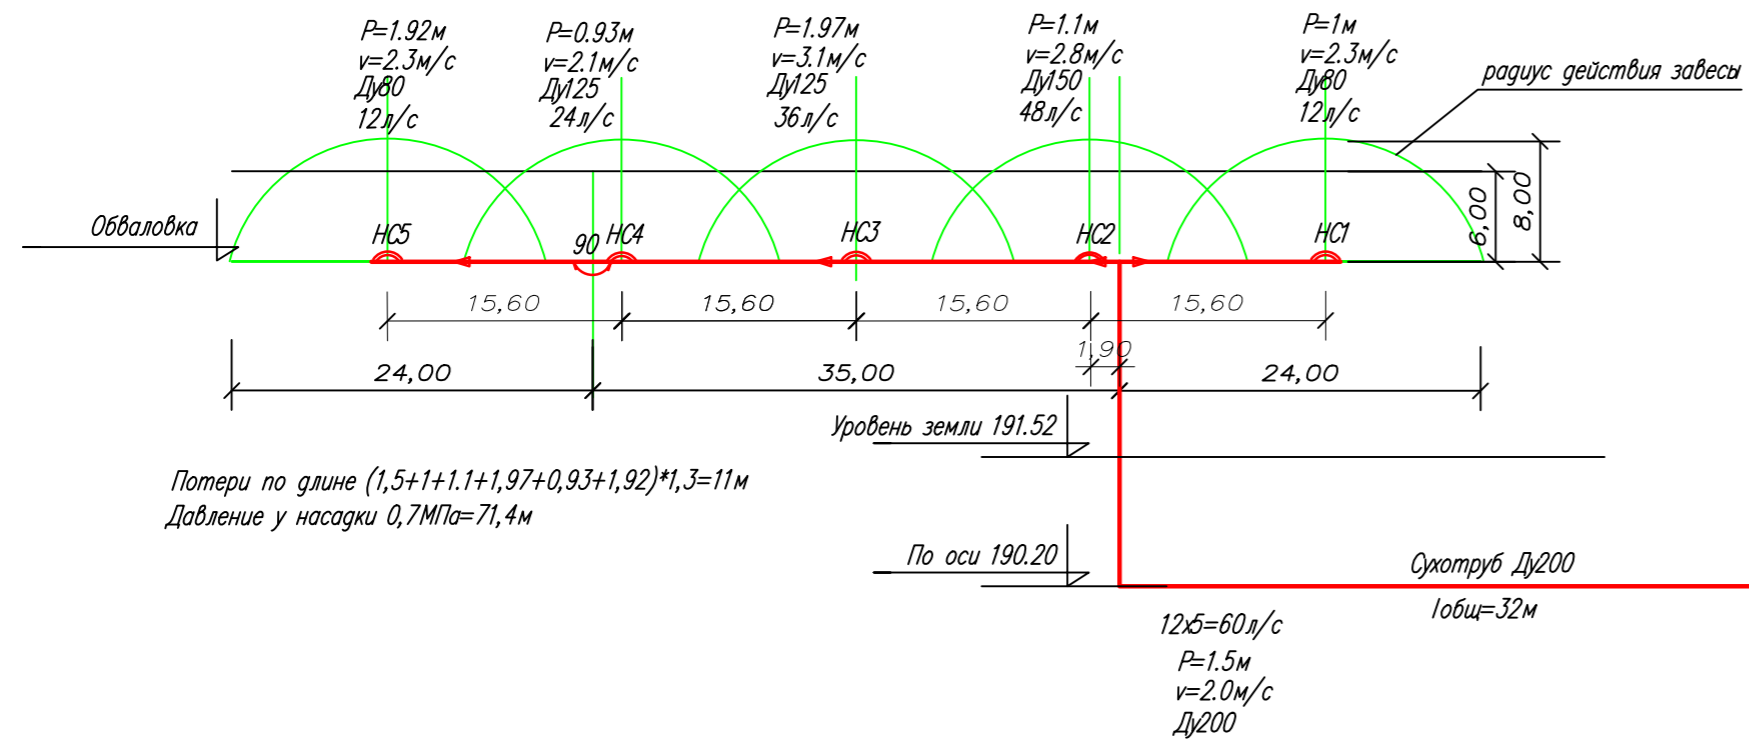 P=1.92м
v=2.3м/с
Ду80
12л/с
P=0.93м
v=2.1м/с
Ду125
24л/с
P=1.97м
v=3.1м/с
Ду125
36л/с
P=1.1м
v=2.8м/с
Ду150
48л/с
P=1м
v=2.3м/с
Ду80
12л/с
радиус действия завесы
Обваловка
НС5
90
НС4
НС3
НС2
НС1
6,00
8,00
15,60
15,60
15,60
15,60
1,90
24,00
35,00
24,00
Уровень земли 191.52
Потери по длине (1,5+1+1.1+1,97+0,93+1,92)*1,3=11м
Давление у насадки 0,7МПа=71,4м
По оси 190.20
Сухотруб Ду200
lобщ=32м
12х5=60л/с
P=1.5м
v=2.0м/с
Ду200